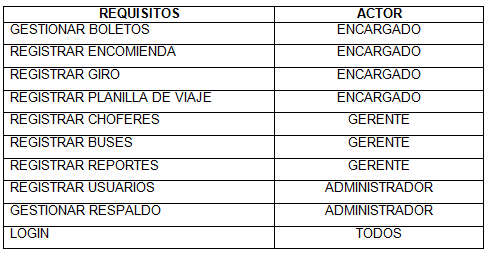 REQUISITOS ACTOR
GESTIONAR BOLETOS ENCARGADO
REGISTRAR ENCOMIENDA ENCARGADO
REGISTRAR GIRO ENCARGADO
REGISTRAR PLANILLA DE VIAJE ENCARGADO
REGISTRAR CHOFERES GERENTE
REGISTRAR BUSES GERENTE
REGISTRAR REPORTES GERENTE
REGISTRAR USUARIOS ADMINISTRADOR
GESTIONAR RESPALDO ADMINISTRADOR
LOGIN TODOS